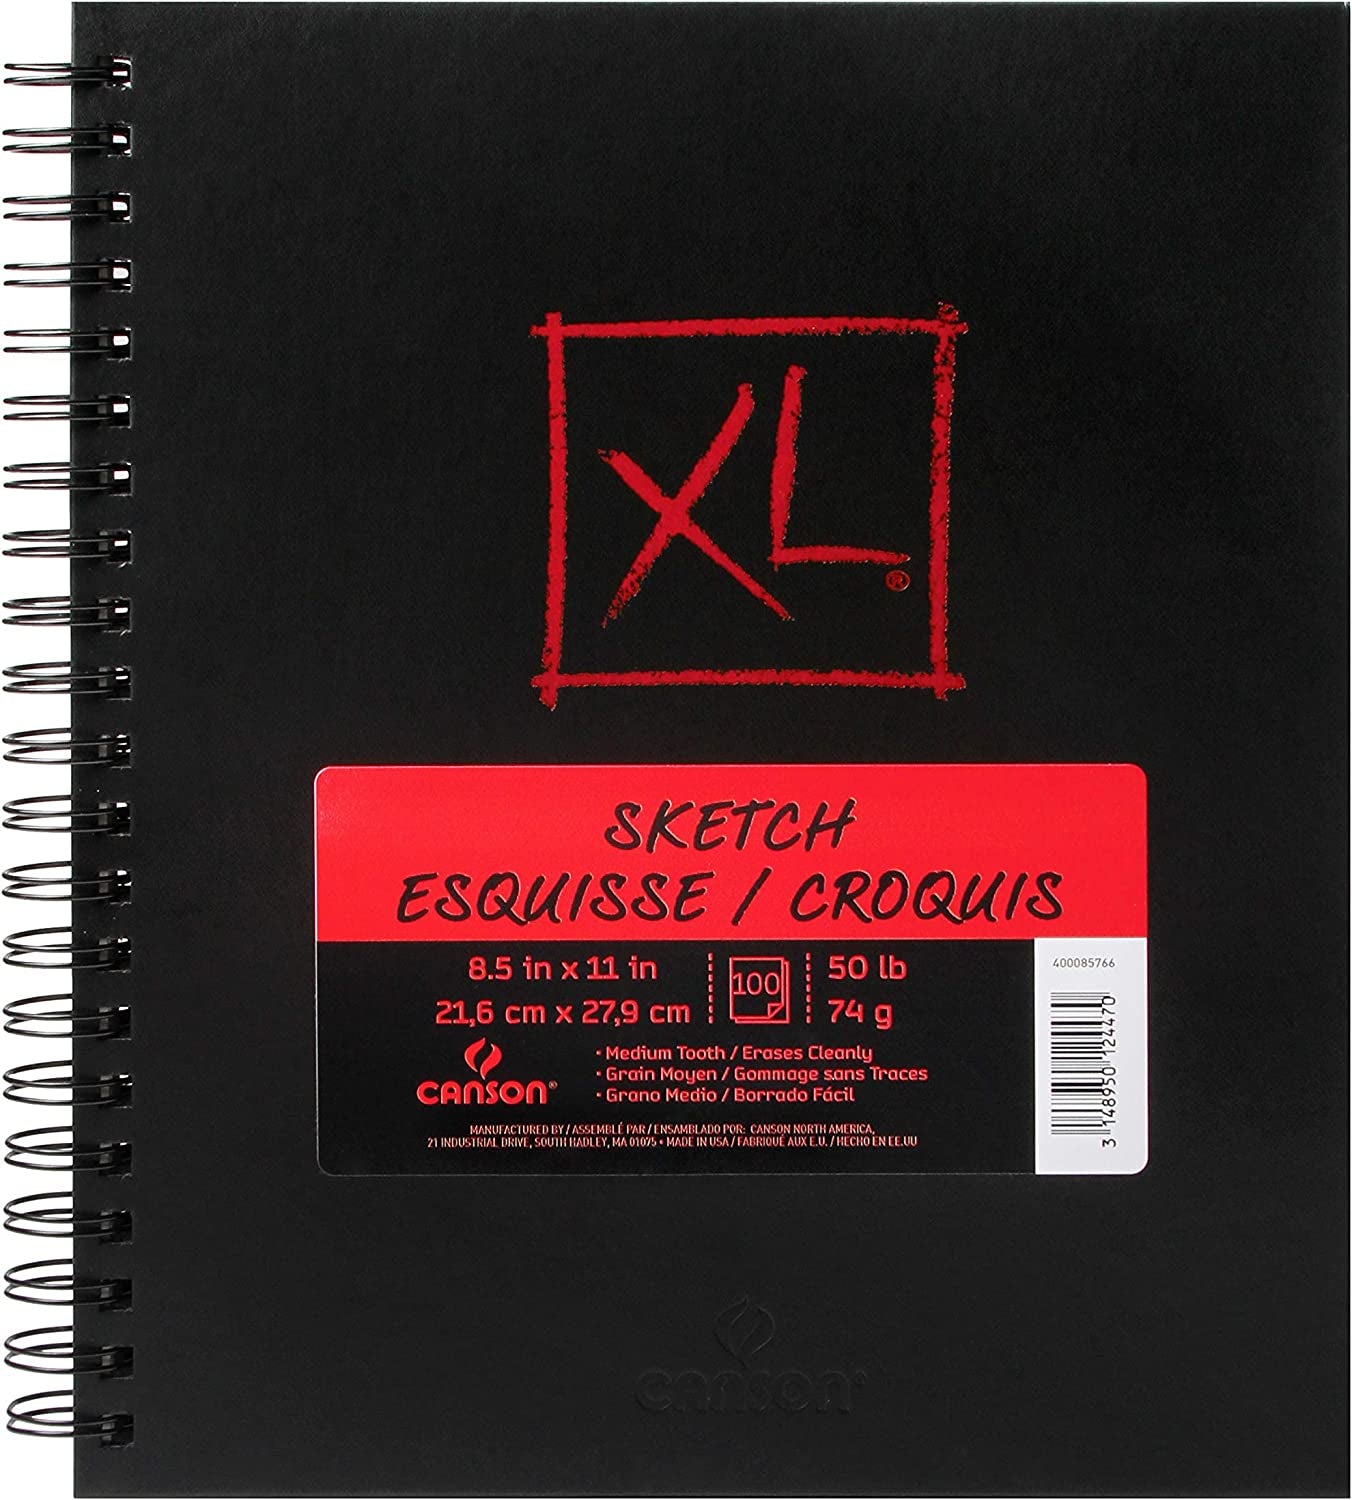 XL®
SKETCH
ESQUISSE / CROQUIS
8.5 in x 11 in
21,6 cm x 27,9 cm
100
50 lb
74 g
CANSON®
• Medium Tooth / Erases Cleanly
• Grain Moyen / Gommage sans Traces
• Grano Medio / Borrado Fácil
MANUFACTURED BY / ASSEMBLÉ PAR / ENSAMBLADO POR: CANSON NORTH AMERICA,
21 INDUSTRIAL DRIVE, SOUTH HADLEY, MA 01075 • MADE IN USA / FABRIQUÉ AUX E.U. / HECHO EN EE.UU
400085766
3 148950 124470
CANSON®